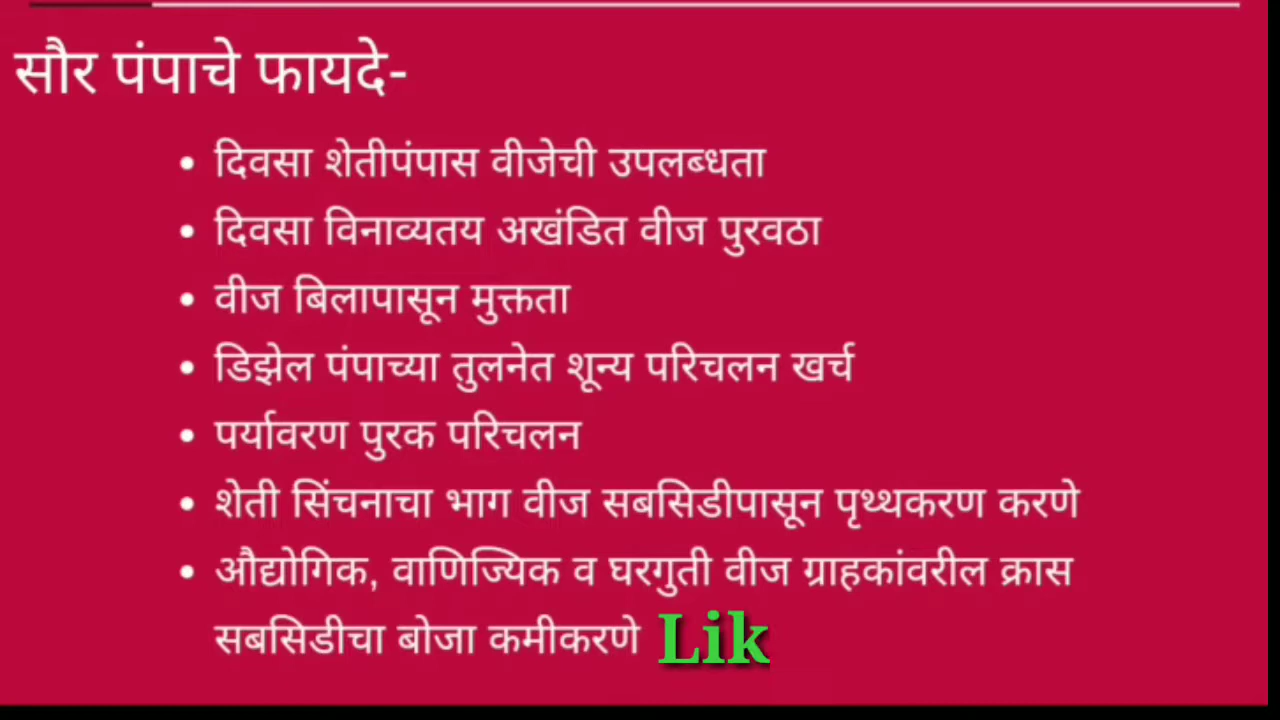 सौर पंपाचे फायदे-
• दिवसा शेतीपंपास वीजेची उपलब्धता
• दिवसा विनाव्यतय अखंडित वीज पुरवठा
• वीज बिलापासून मुक्तता
• डिझेल पंपाच्या तुलनेत शून्य परिचलन खर्च
• पर्यावरण पुरक परिचलन
• शेती सिंचनाचा भाग वीज सबसिडीपासून पृथ्थकरण करणे
• औद्योगिक, वाणिज्यिक व घरगुती वीज ग्राहकांवरील क्रास
सबसिडीचा बोजा कमीकरणे Lik